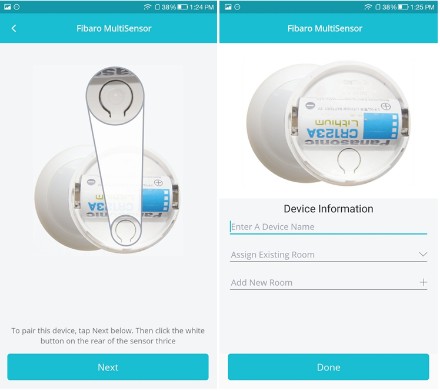 38% 1:24 PM
Fibaro MultiSensor
Panasonic
CR123A
Lithium
To pair this device, tap Next below. Then click the white
button on the rear of the sensor thrice
Next
38% 1:25 PM
Fibaro MultiSensor
Panasonic
CR123A
Lithium
Device Information
Enter A Device Name
Assign Existing Room
Add New Room
Done